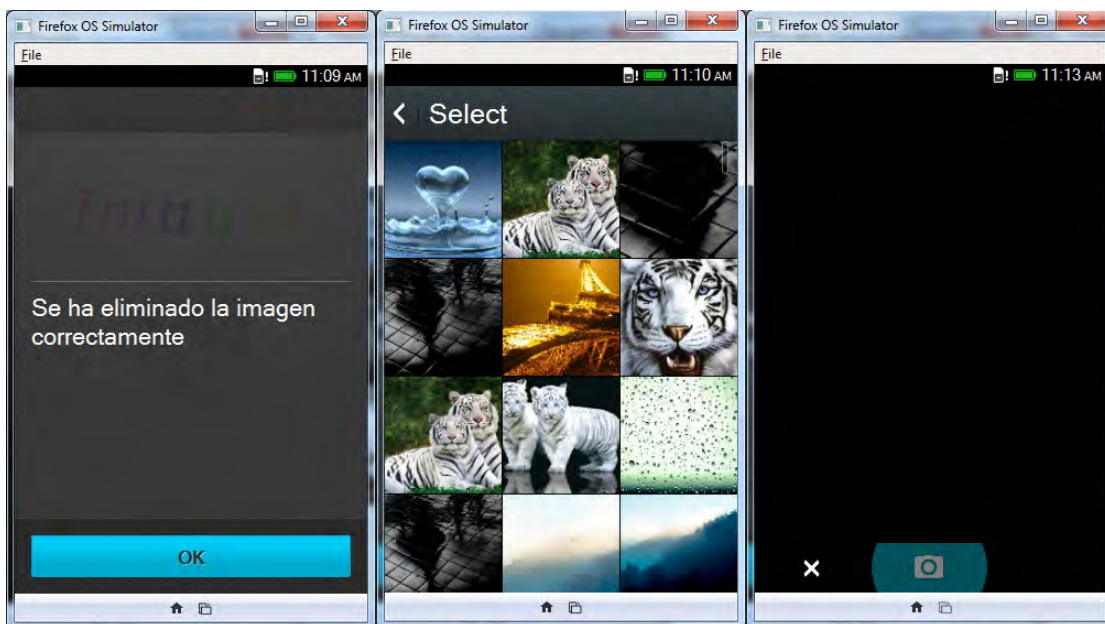 Firefox OS Simulator
File
11:09 AM
Se ha eliminado la imagen
correctamente
OK
Firefox OS Simulator
File
11:10 AM
Select
Firefox OS Simulator
File
11:13 AM